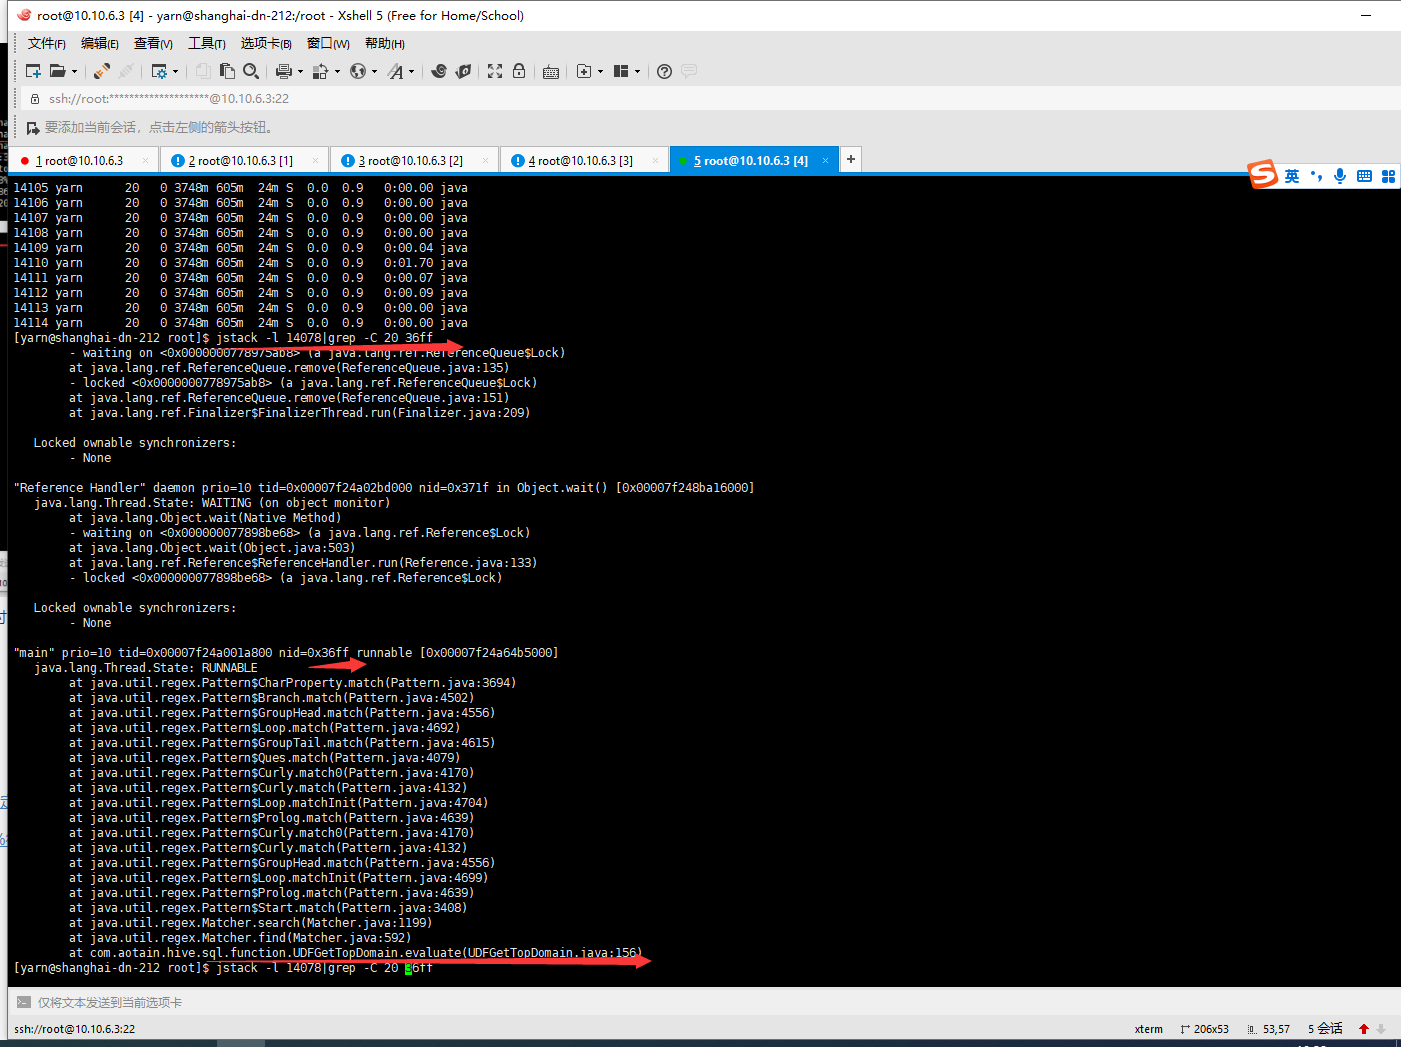 root@10.10.6.3 [4] - yarn@shanghai-dn-212:/root - Xshell 5 (Free for Home/School)
文件(F) 编辑(E) 查看(V) 工具(T) 选项卡(B) 窗口(W) 帮助(H)
ssh://root:********************@10.10.6.3:22
要添加当前会话，点击左侧的箭头按钮。
1 root@10.10.6.3 2 root@10.10.6.3 [1] 3 root@10.10.6.3 [2] 4 root@10.10.6.3 [3] 5 root@10.10.6.3 [4]
英
14105 yarn 20 0 3748m 605m 24m S 0.0 0.9 0:00.00 java
14106 yarn 20 0 3748m 605m 24m S 0.0 0.9 0:00.00 java
14107 yarn 20 0 3748m 605m 24m S 0.0 0.9 0:00.00 java
14108 yarn 20 0 3748m 605m 24m S 0.0 0.9 0:00.00 java
14109 yarn 20 0 3748m 605m 24m S 0.0 0.9 0:00.04 java
14110 yarn 20 0 3748m 605m 24m S 0.0 0.9 0:01.70 java
14111 yarn 20 0 3748m 605m 24m S 0.0 0.9 0:00.07 java
14112 yarn 20 0 3748m 605m 24m S 0.0 0.9 0:00.09 java
14113 yarn 20 0 3748m 605m 24m S 0.0 0.9 0:00.00 java
14114 yarn 20 0 3748m 605m 24m S 0.0 0.9 0:00.00 java
[yarn@shanghai-dn-212 root]$ jstack -l 14078|grep -C 20 36ff
- waiting on <0x0000000778975ab8> (a java.lang.ref.ReferenceQueue$Lock)
at java.lang.ref.ReferenceQueue.remove(ReferenceQueue.java:135)
- locked <0x0000000778975ab8> (a java.lang.ref.ReferenceQueue$Lock)
at java.lang.ref.ReferenceQueue.remove(ReferenceQueue.java:151)
at java.lang.ref.Finalizer$FinalizerThread.run(Finalizer.java:209)
Locked ownable synchronizers:
- None
"Reference Handler" daemon prio=10 tid=0x00007f24a02bd000 nid=0x371f in Object.wait() [0x00007f248ba16000]
java.lang.Thread.State: WAITING (on object monitor)
at java.lang.Object.wait(Native Method)
- waiting on <0x000000077898be68> (a java.lang.ref.Reference$Lock)
at java.lang.Object.wait(Object.java:503)
at java.lang.ref.Reference$ReferenceHandler.run(Reference.java:133)
- locked <0x000000077898be68> (a java.lang.ref.Reference$Lock)
Locked ownable synchronizers:
- None
"main" prio=10 tid=0x00007f24a001a800 nid=0x36ff runnable [0x00007f24a64b5000]
java.lang.Thread.State: RUNNABLE
at java.util.regex.Pattern$CharProperty.match(Pattern.java:3694)
at java.util.regex.Pattern$Branch.match(Pattern.java:4502)
at java.util.regex.Pattern$GroupHead.match(Pattern.java:4556)
at java.util.regex.Pattern$Loop.match(Pattern.java:4692)
at java.util.regex.Pattern$GroupTail.match(Pattern.java:4615)
at java.util.regex.Pattern$Ques.match(Pattern.java:4079)
at java.util.regex.Pattern$Curly.match0(Pattern.java:4170)
at java.util.regex.Pattern$Curly.match(Pattern.java:4132)
at java.util.regex.Pattern$Loop.matchInit(Pattern.java:4704)
at java.util.regex.Pattern$Prolog.match(Pattern.java:4639)
at java.util.regex.Pattern$Curly.match0(Pattern.java:4170)
at java.util.regex.Pattern$Curly.match(Pattern.java:4132)
at java.util.regex.Pattern$GroupHead.match(Pattern.java:4556)
at java.util.regex.Pattern$Loop.matchInit(Pattern.java:4699)
at java.util.regex.Pattern$Prolog.match(Pattern.java:4639)
at java.util.regex.Pattern$Start.match(Pattern.java:3408)
at java.util.regex.Matcher.search(Matcher.java:1199)
at java.util.regex.Matcher.find(Matcher.java:592)
at com.aotain.hive.sql.function.UDFGetTopDomain.evaluate(UDFGetTopDomain.java:156)
[yarn@shanghai-dn-212 root]$ jstack -l 14078|grep -C 20 36ff
仅将文本发送到当前选项卡
ssh://root@10.10.6.3:22 xterm 206x53 53,57 5 会话